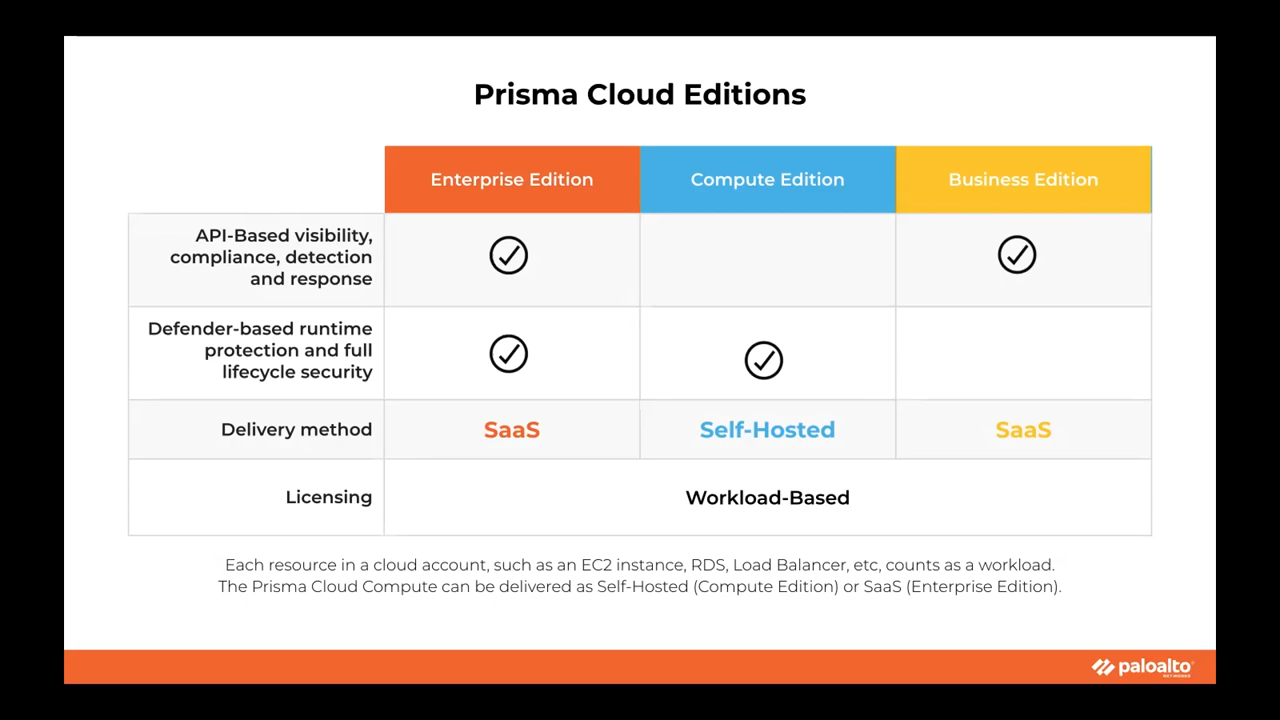 Prisma Cloud Editions
Enterprise Edition
Compute Edition
Business Edition
API-Based visibility,
compliance, detection
and response
Defender-based runtime
protection and full
lifecycle security
Delivery method
SaaS
Self-Hosted
SaaS
Licensing
Workload-Based
Each resource in a cloud account, such as an EC2 instance, RDS, Load Balancer, etc, counts as a workload.
The Prisma Cloud Compute can be delivered as Self-Hosted (Compute Edition) or SaaS (Enterprise Edition).
paloalto
NETWORKS